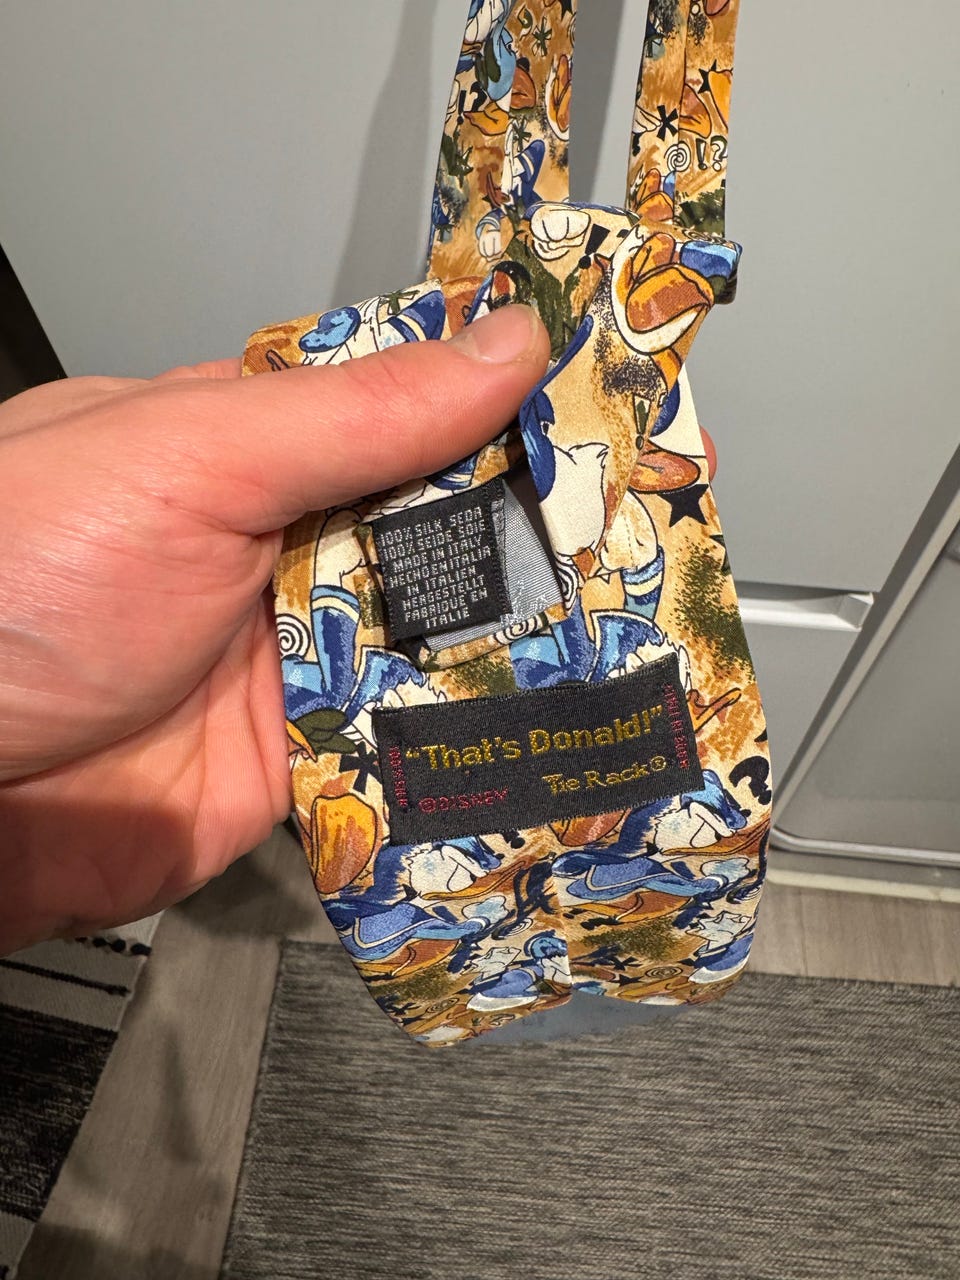 100% SILK SEDA
100% SEIDE SOIE
MADE IN ITALY
HECHO EN ITALIA
IN ITALIEN
HERGESTELLT
FABRIQUE EN
ITALIE
"That's Donald!"
©DISNEY
Tie Rack®
!?
!?